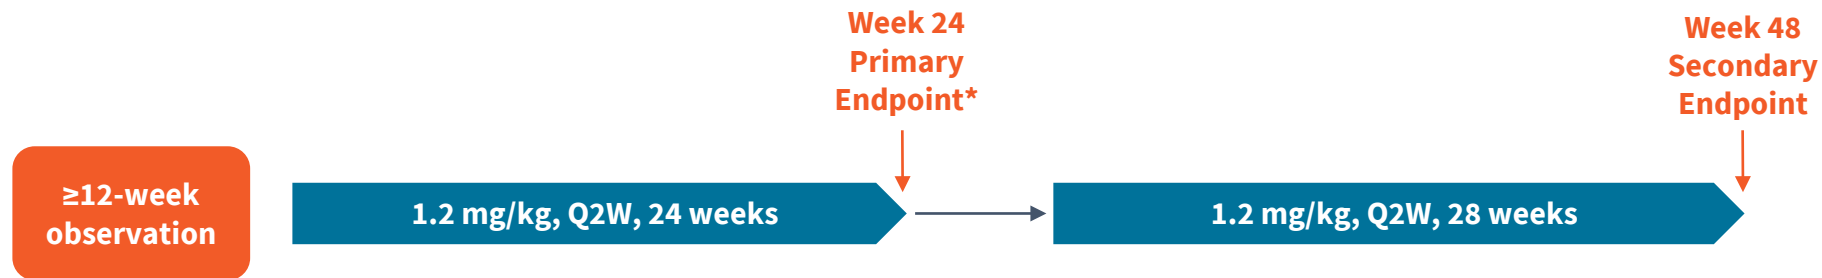 Week 24
Primary
Endpoint*
Week 48
Secondary
Endpoint
≥12-week
observation
1.2 mg/kg, Q2W, 24 weeks
1.2 mg/kg, Q2W, 28 weeks